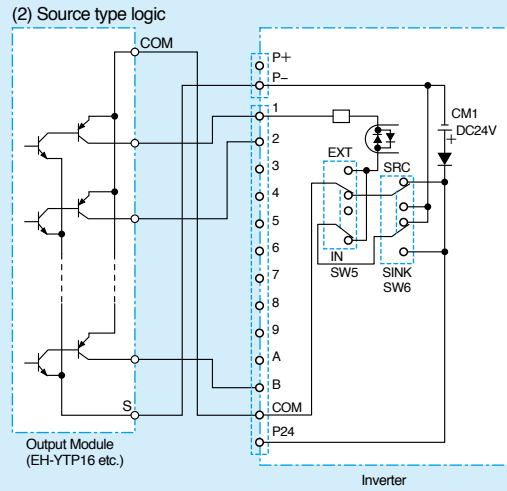 (2) Source type logic
COM
P+
P−
1
2
3
4
5
6
7
8
9
A
B
COM
P24
S
EXT
IN
SW5
SRC
SINK
SW6
CM1
+
DC24V
Output Module
(EH-YTP16 etc.)
Inverter